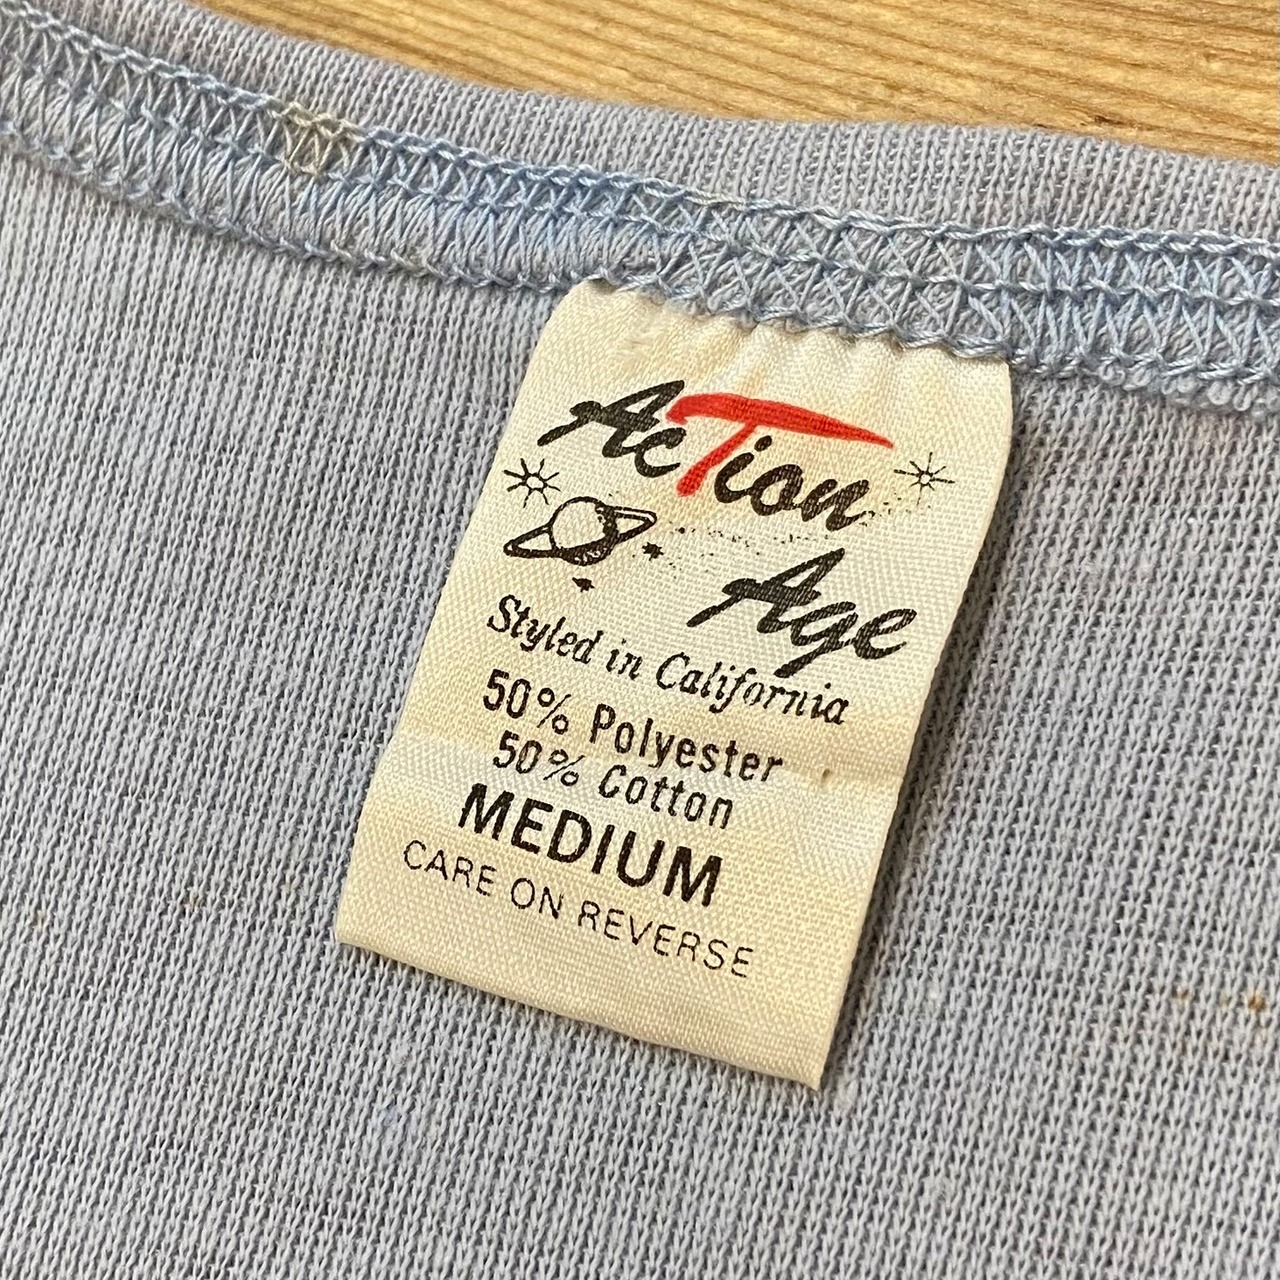 AcTion
Age
Styled in California
50% Polyester
50% Cotton
MEDIUM
CARE ON REVERSE